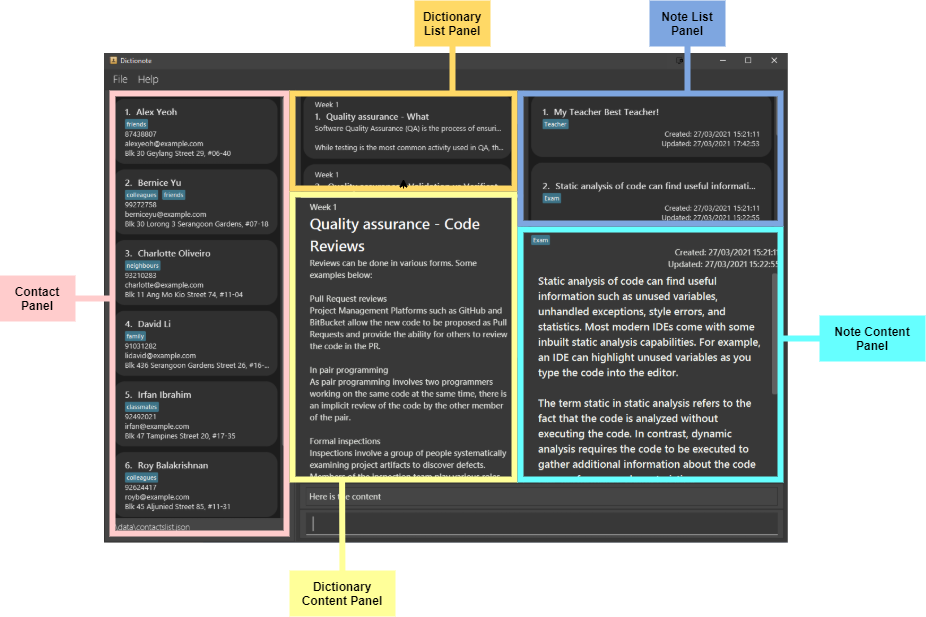 Dictionary
List Panel
Note List
Panel
Dictionote
File Help
1. Alex Yeoh
friends
87438807
alexyeoh@example.com
Blk 30 Geylang Street 29, #06-40
2. Bernice Yu
colleagues friends
99272758
berniceyu@example.com
Blk 30 Lorong 3 Serangoon Gardens, #07-18
3. Charlotte Oliveiro
neighbours
93210283
charlotte@example.com
Blk 11 Ang Mo Kio Street 74, #11-04
4. David Li
family
91031282
lidavid@example.com
Blk 436 Serangoon Gardens Street 26, #16-...
5. Irfan Ibrahim
classmates
92492021
irfan@example.com
Blk 47 Tampines Street 20, #17-35
6. Roy Balakrishnan
colleagues
92624417
royb@example.com
Blk 45 Aljunied Street 85, #11-31
\data\contactslist.json
Contact
Panel
Week 1
1. Quality assurance - What
Software Quality Assurance (QA) is the process of ensuri...
While testing is the most common activity used in QA, th...
Week 1
Week 1
Quality assurance - Code
Reviews
Reviews can be done in various forms. Some
examples below:
Pull Request reviews
Project Management Platforms such as GitHub and
BitBucket allow the new code to be proposed as Pull
Requests and provide the ability for others to review
the code in the PR.
In pair programming
As pair programming involves two programmers
working on the same code at the same time, there is
an implicit review of the code by the other member
of the pair.
Formal inspections
Inspections involve a group of people systematically
examining project artifacts to discover defects.
1. My Teacher Best Teacher!
Teacher
Created: 27/03/2021 15:21:11
Updated: 27/03/2021 17:42:53
2. Static analysis of code can find useful informati...
Exam
Created: 27/03/2021 15:21:11
Updated: 27/03/2021 15:22:55
Exam
Created: 27/03/2021 15:21:11
Updated: 27/03/2021 15:22:55
Static analysis of code can find useful
information such as unused variables,
unhandled exceptions, style errors, and
statistics. Most modern IDEs come with some
inbuilt static analysis capabilities. For example,
an IDE can highlight unused variables as you
type the code into the editor.
The term static in static analysis refers to the
fact that the code is analyzed without
executing the code. In contrast, dynamic
analysis requires the code to be executed to
gather additional information about the code
Note Content
Panel
Here is the content
Dictionary
Content Panel